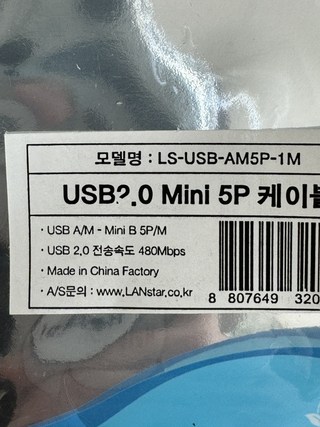 모델명 : LS-USB-AM5P-1M
USB2.0 Mini 5P 케이블
· USB A/M - Mini B 5P/M
· USB 2.0 전송속도 480Mbps
· Made in China Factory
· A/S문의 : www.LANstar.co.kr
8 807649 320